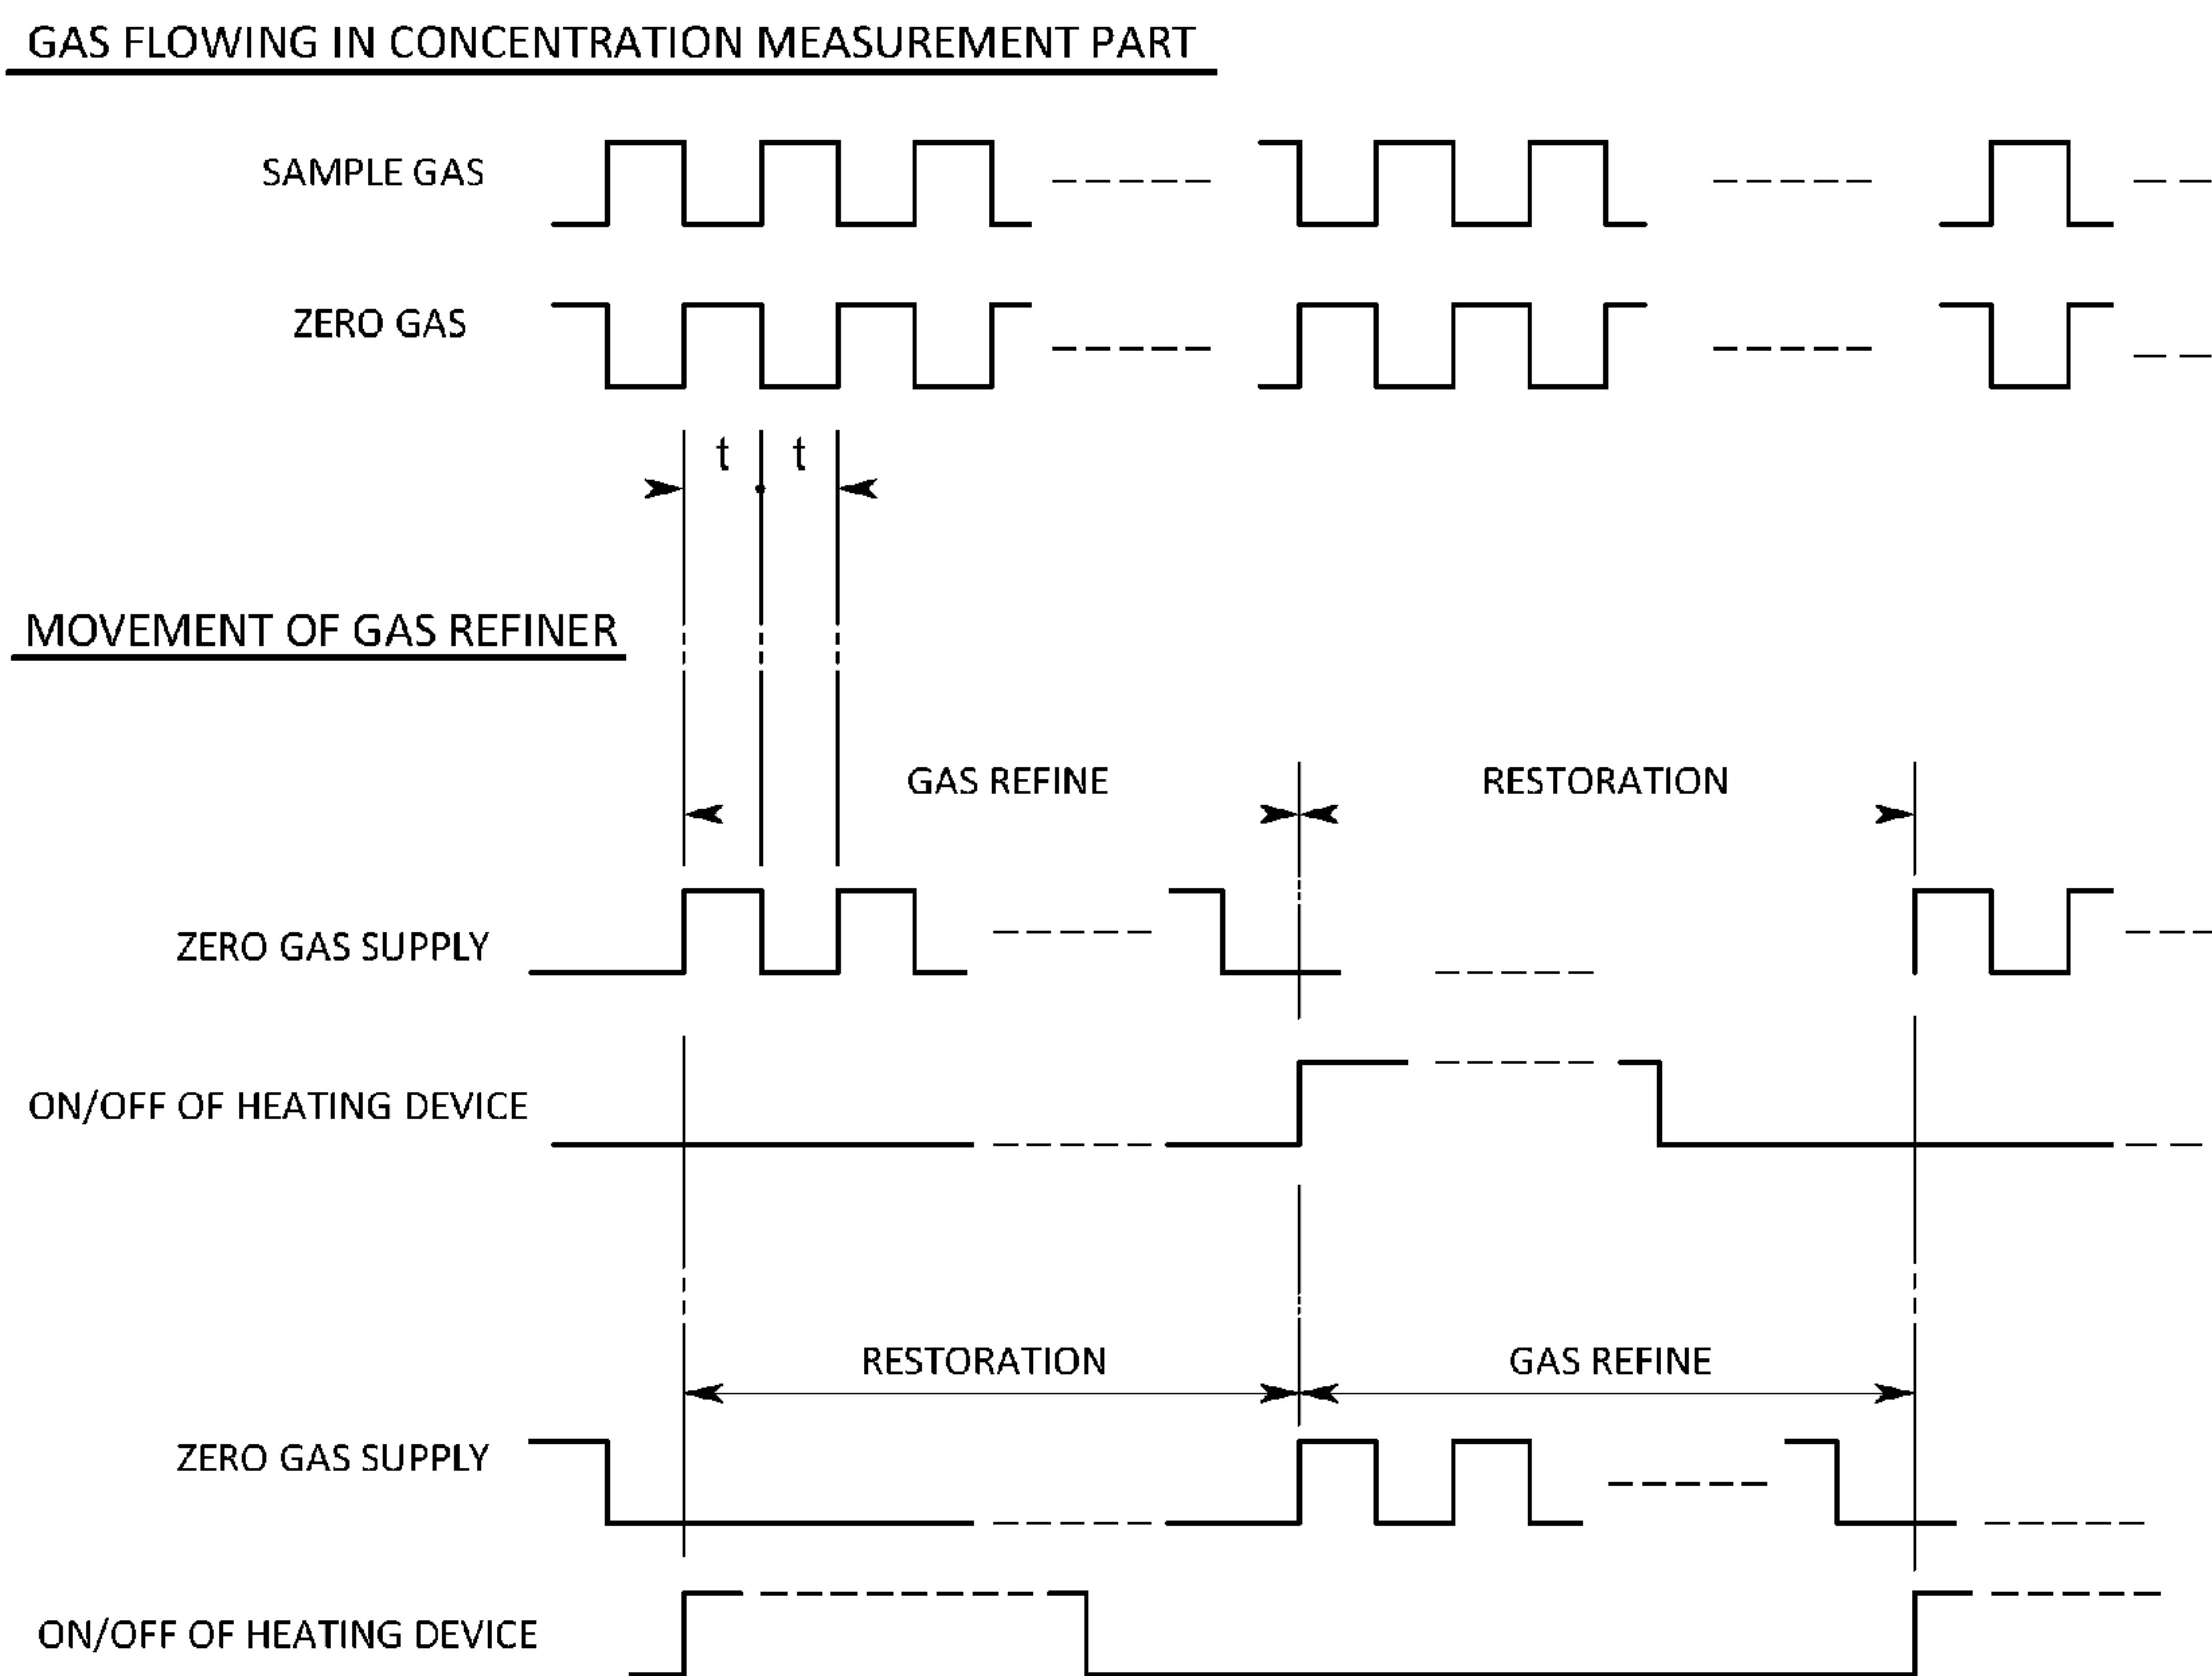 GAS FLOWING IN CONCENTRATION MEASUREMENT PART
SAMPLE GAS
ZERO GAS
t t
MOVEMENT OF GAS REFINER
GAS REFINE RESTORATION
ZERO GAS SUPPLY
ON/OFF OF HEATING DEVICE
RESTORATION GAS REFINE
ZERO GAS SUPPLY
ON/OFF OF HEATING DEVICE